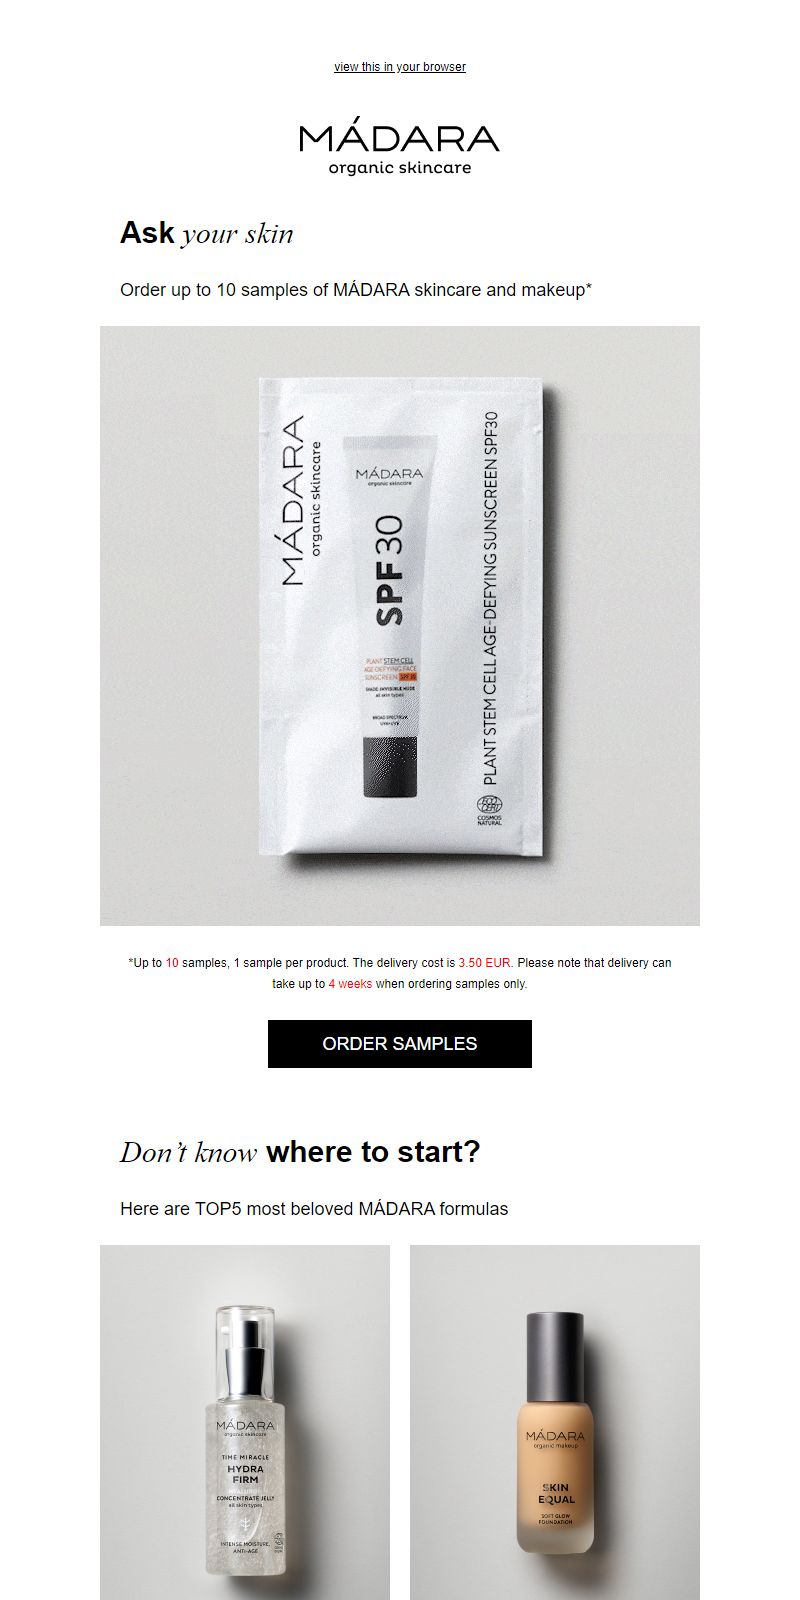 view this in your browser
MÁDARA
organic skincare
Ask your skin
Order up to 10 samples of MÁDARA skincare and makeup*
MÁDARA
organic skincare
MÁDARA
organic skincare
SPF 30
PLANT STEM CELL
AGE-DEFYING FACE
SUNSCREEN SPF 30
SHADE INVISIBLE NUDE
all skin types
BROAD SPECTRUM
UVA+UVB
PLANT STEM CELL AGE-DEFYING SUNSCREEN SPF30
ECO
CERT
COSMOS
NATURAL
*Up to 10 samples, 1 sample per product. The delivery cost is 3.50 EUR. Please note that delivery can
take up to 4 weeks when ordering samples only.
ORDER SAMPLES
Don’t know where to start?
Here are TOP5 most beloved MÁDARA formulas
MÁDARA
organic skincare
TIME MIRACLE
HYDRA
FIRM
HYALURON
CONCENTRATE JELLY
all skin types
INTENSE MOISTURE,
ANTI-AGE
MÁDARA
organic makeup
SKIN
EQUAL
SOFT GLOW
FOUNDATION